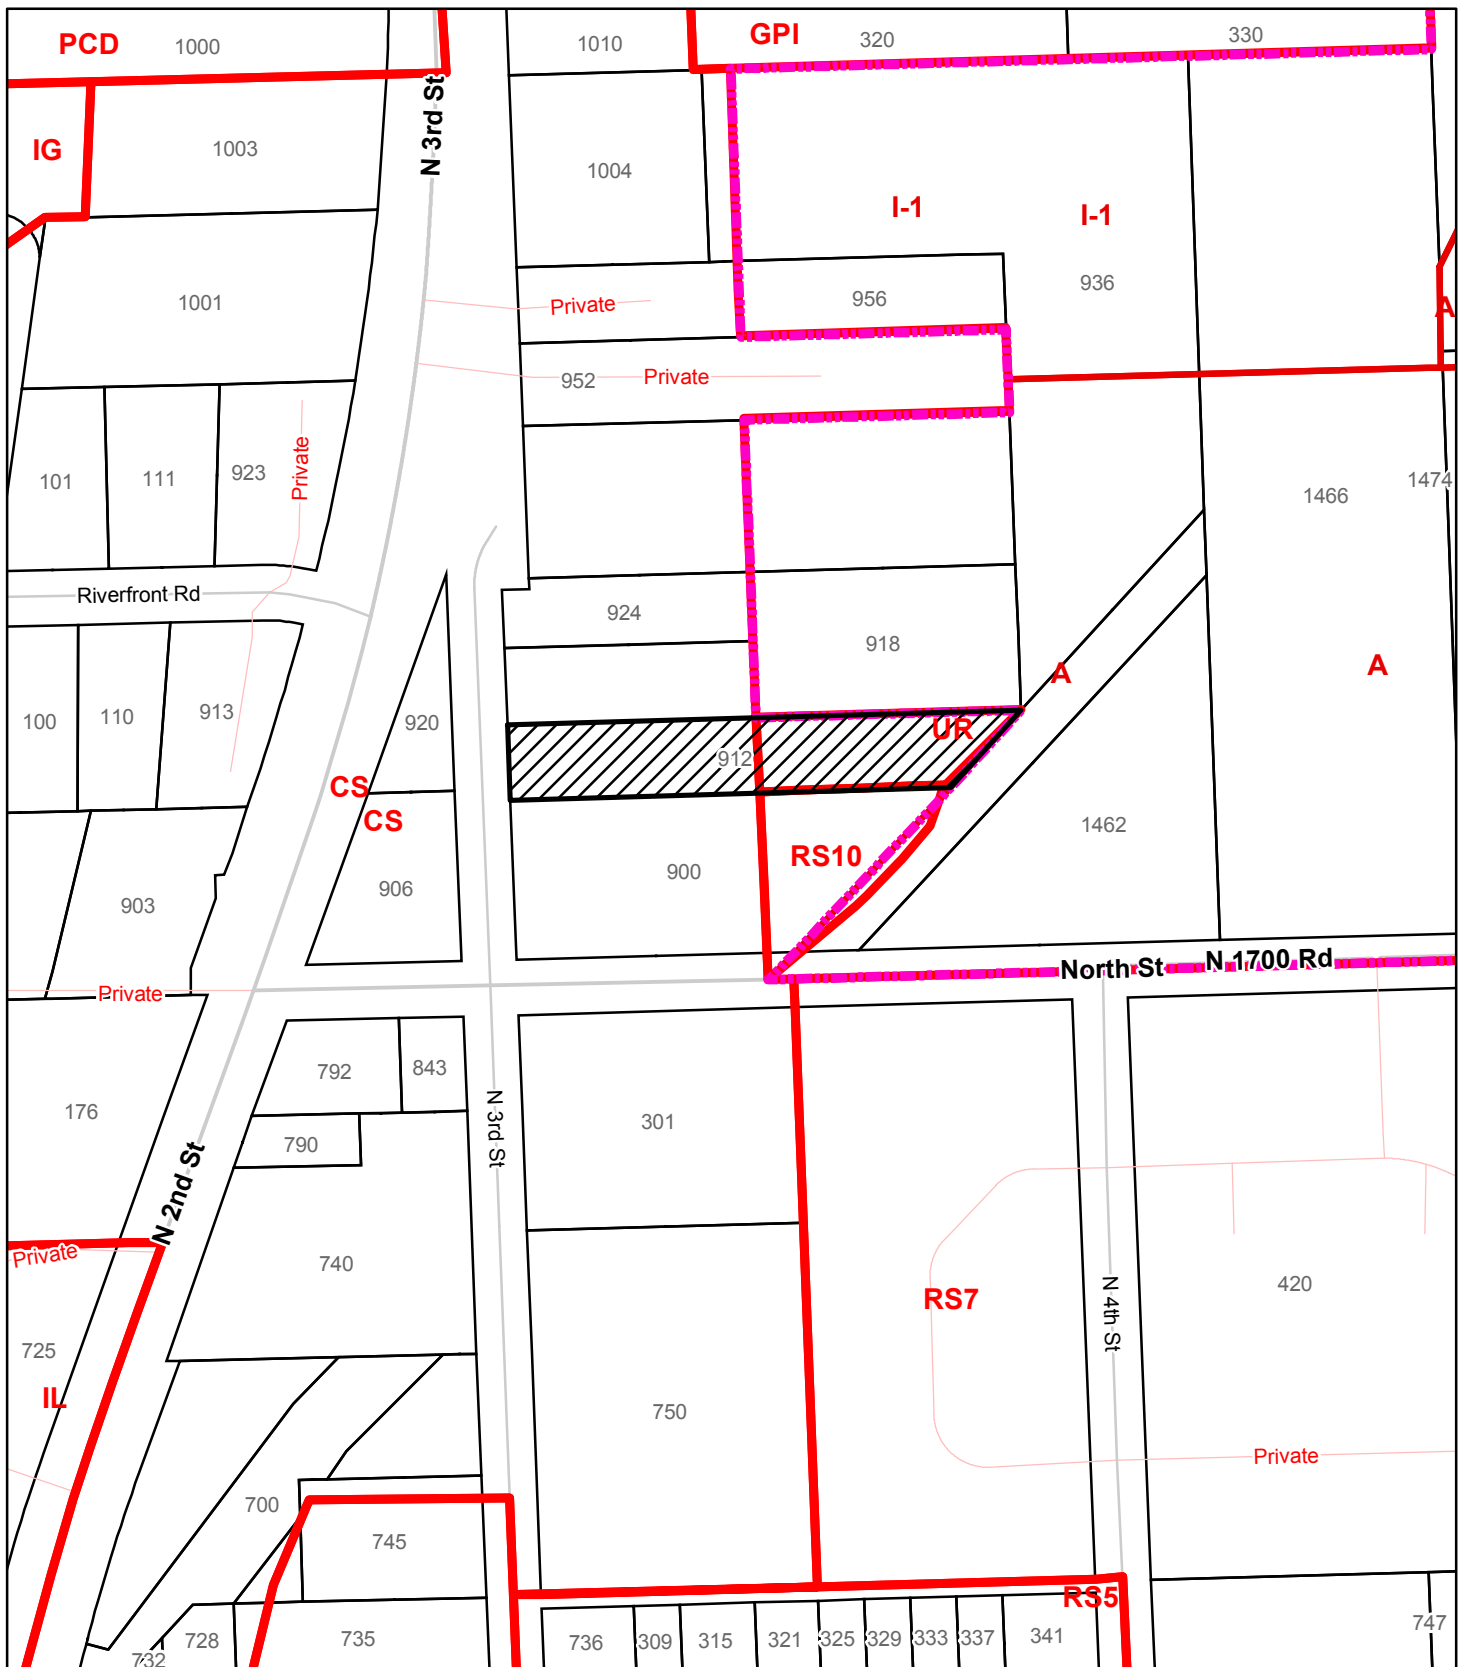 PCD
1000
1010
GPI
320
330
N 3rd St
IG
1003
1004
I-1
I-1
936
956
1001
A
Private
952
Private
101
111
923
Private
1466
1474
Riverfront Rd
924
918
A
A
100
110
913
920
UR
912
CS
CS
1462
RS10
900
906
903
North St
N 1700 Rd
Private
792
843
176
301
790
N 3rd St
N 2nd St
Private
740
420
RS7
N 4th St
725
IL
750
Private
700
745
RS5
728
735
732
736
309
315
321
325
329
333
337
341
747